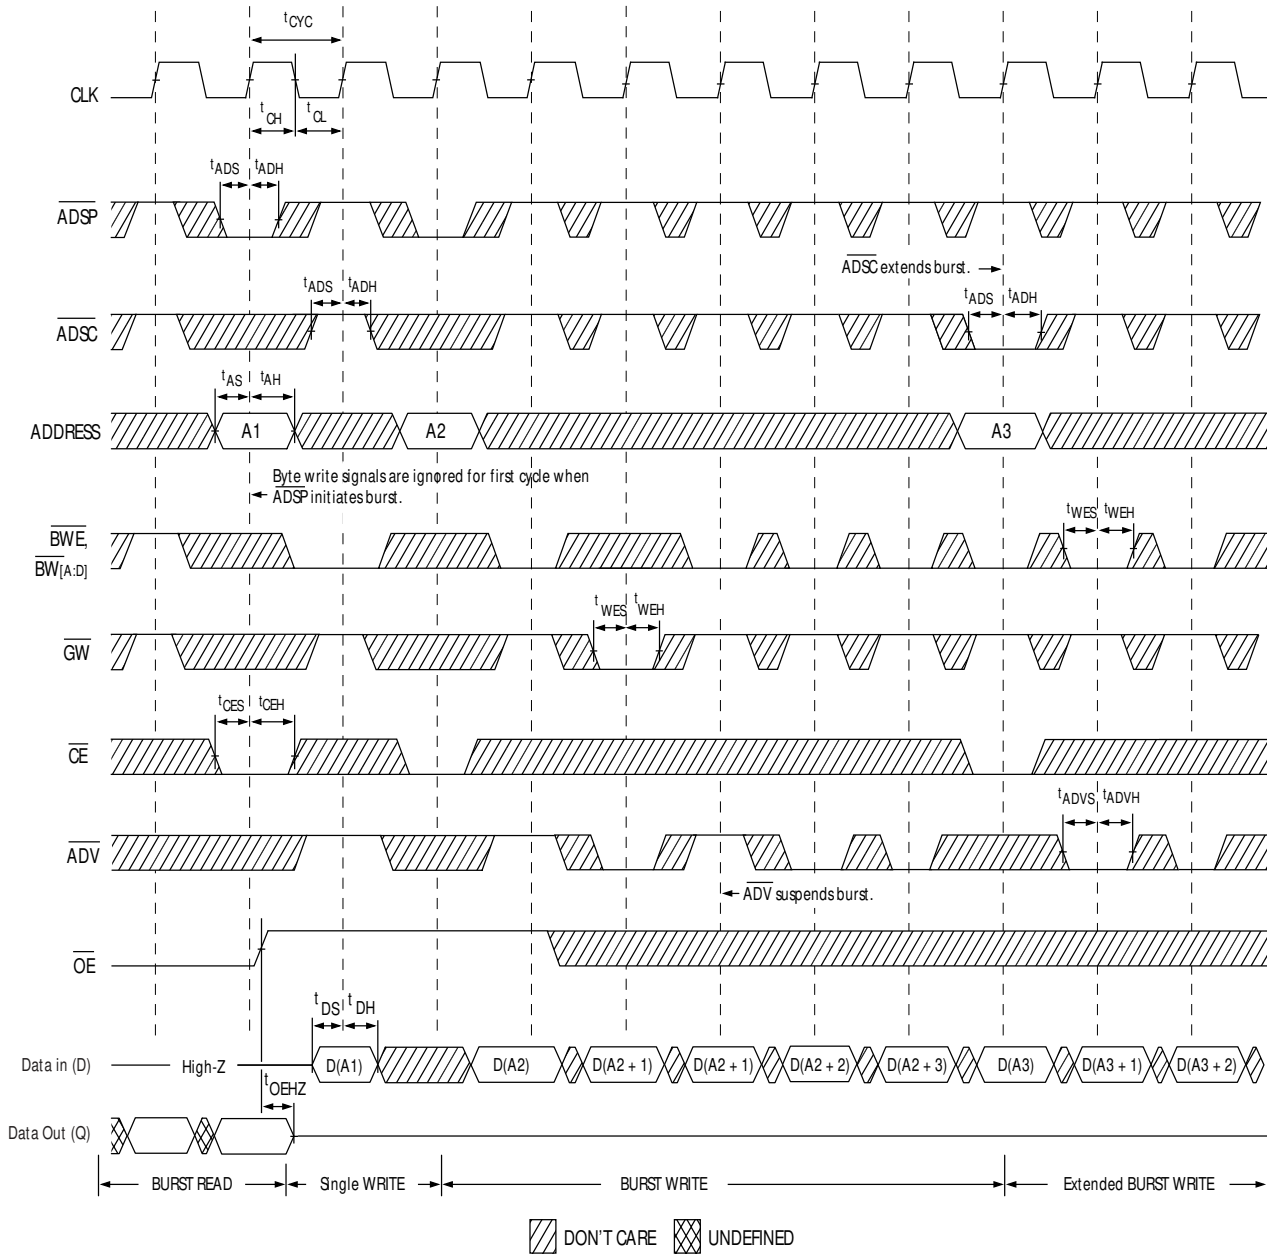 tCYC
CLK
tCH
tCL
tADS
tADH
ADSP
ADSC extends burst.
tADS
tADH
tADS
tADH
ADSC
tAS
tAH
ADDRESS
A1
A2
A3
Byte write signals are ignored for first cycle when
ADSP initiates burst.
tWES
tWEH
BWE,
BW[A:D]
tWES
tWEH
GW
tCES
tCEH
CE
tADVS
tADVH
ADV
ADV suspends burst.
OE
tDS
tDH
Data in (D)
High-Z
D(A1)
D(A2)
D(A2 + 1)
D(A2 + 1)
D(A2 + 2)
D(A2 + 3)
D(A3)
D(A3 + 1)
D(A3 + 2)
tOEHZ
Data Out (Q)
BURST READ
Single WRITE
BURST WRITE
Extended BURST WRITE
DON'T CARE
UNDEFINED